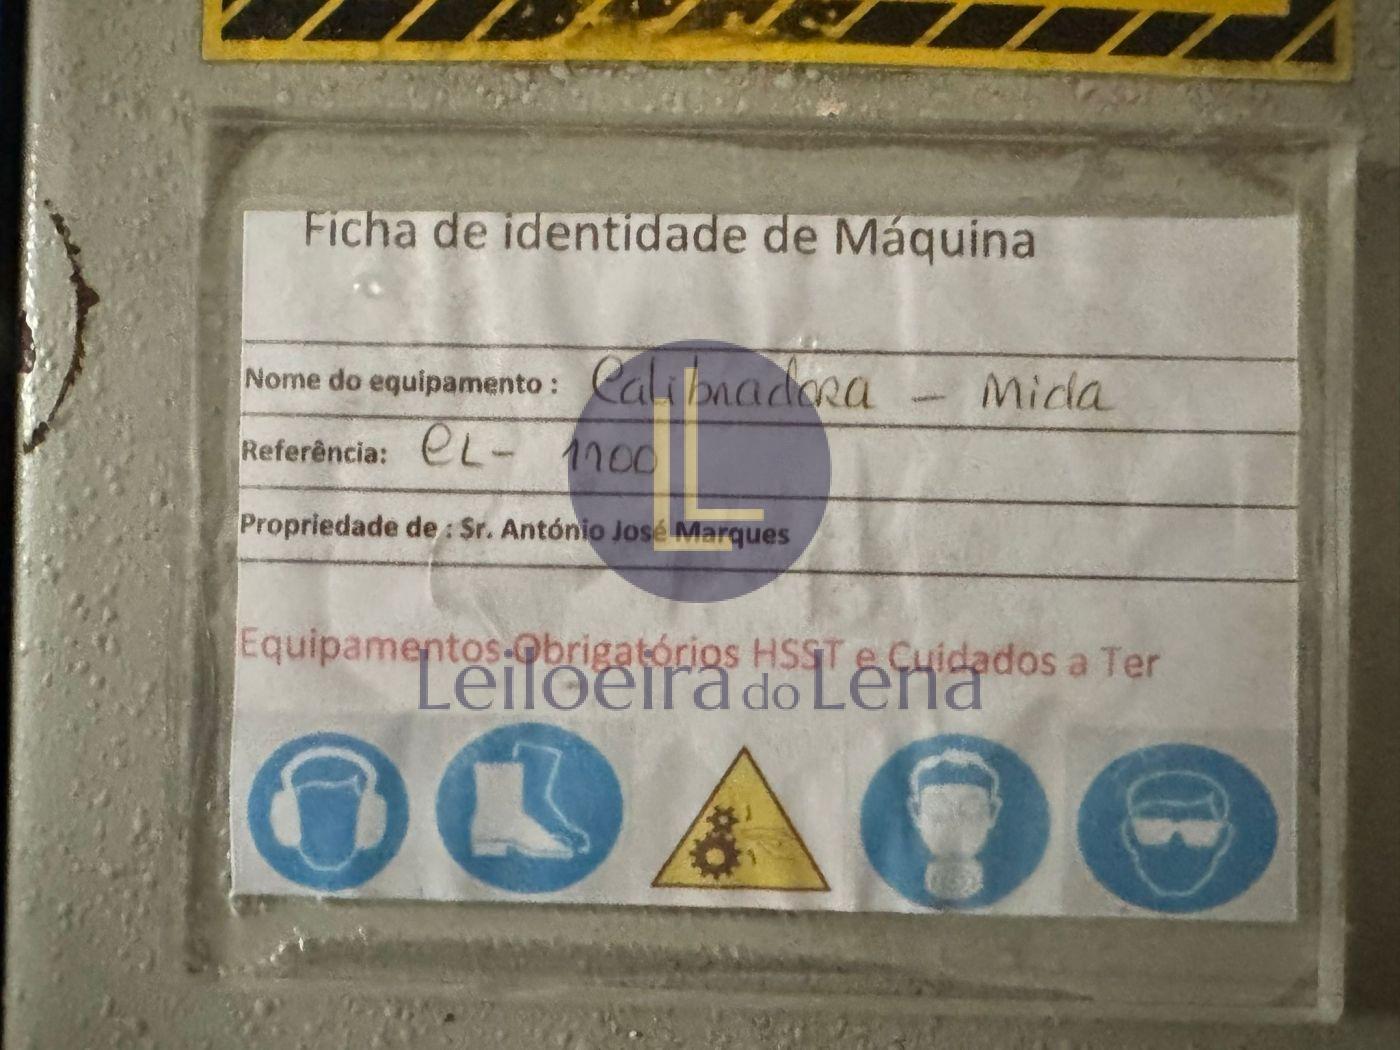 Ficha de identidade de Máquina
Nome do equipamento : Calibradora - Mida
Referência: CL- 1100
Propriedade de : Sr. António José Marques
Equipamentos Obrigatórios HSST e Cuidados a Ter
Leiloeira do Lena